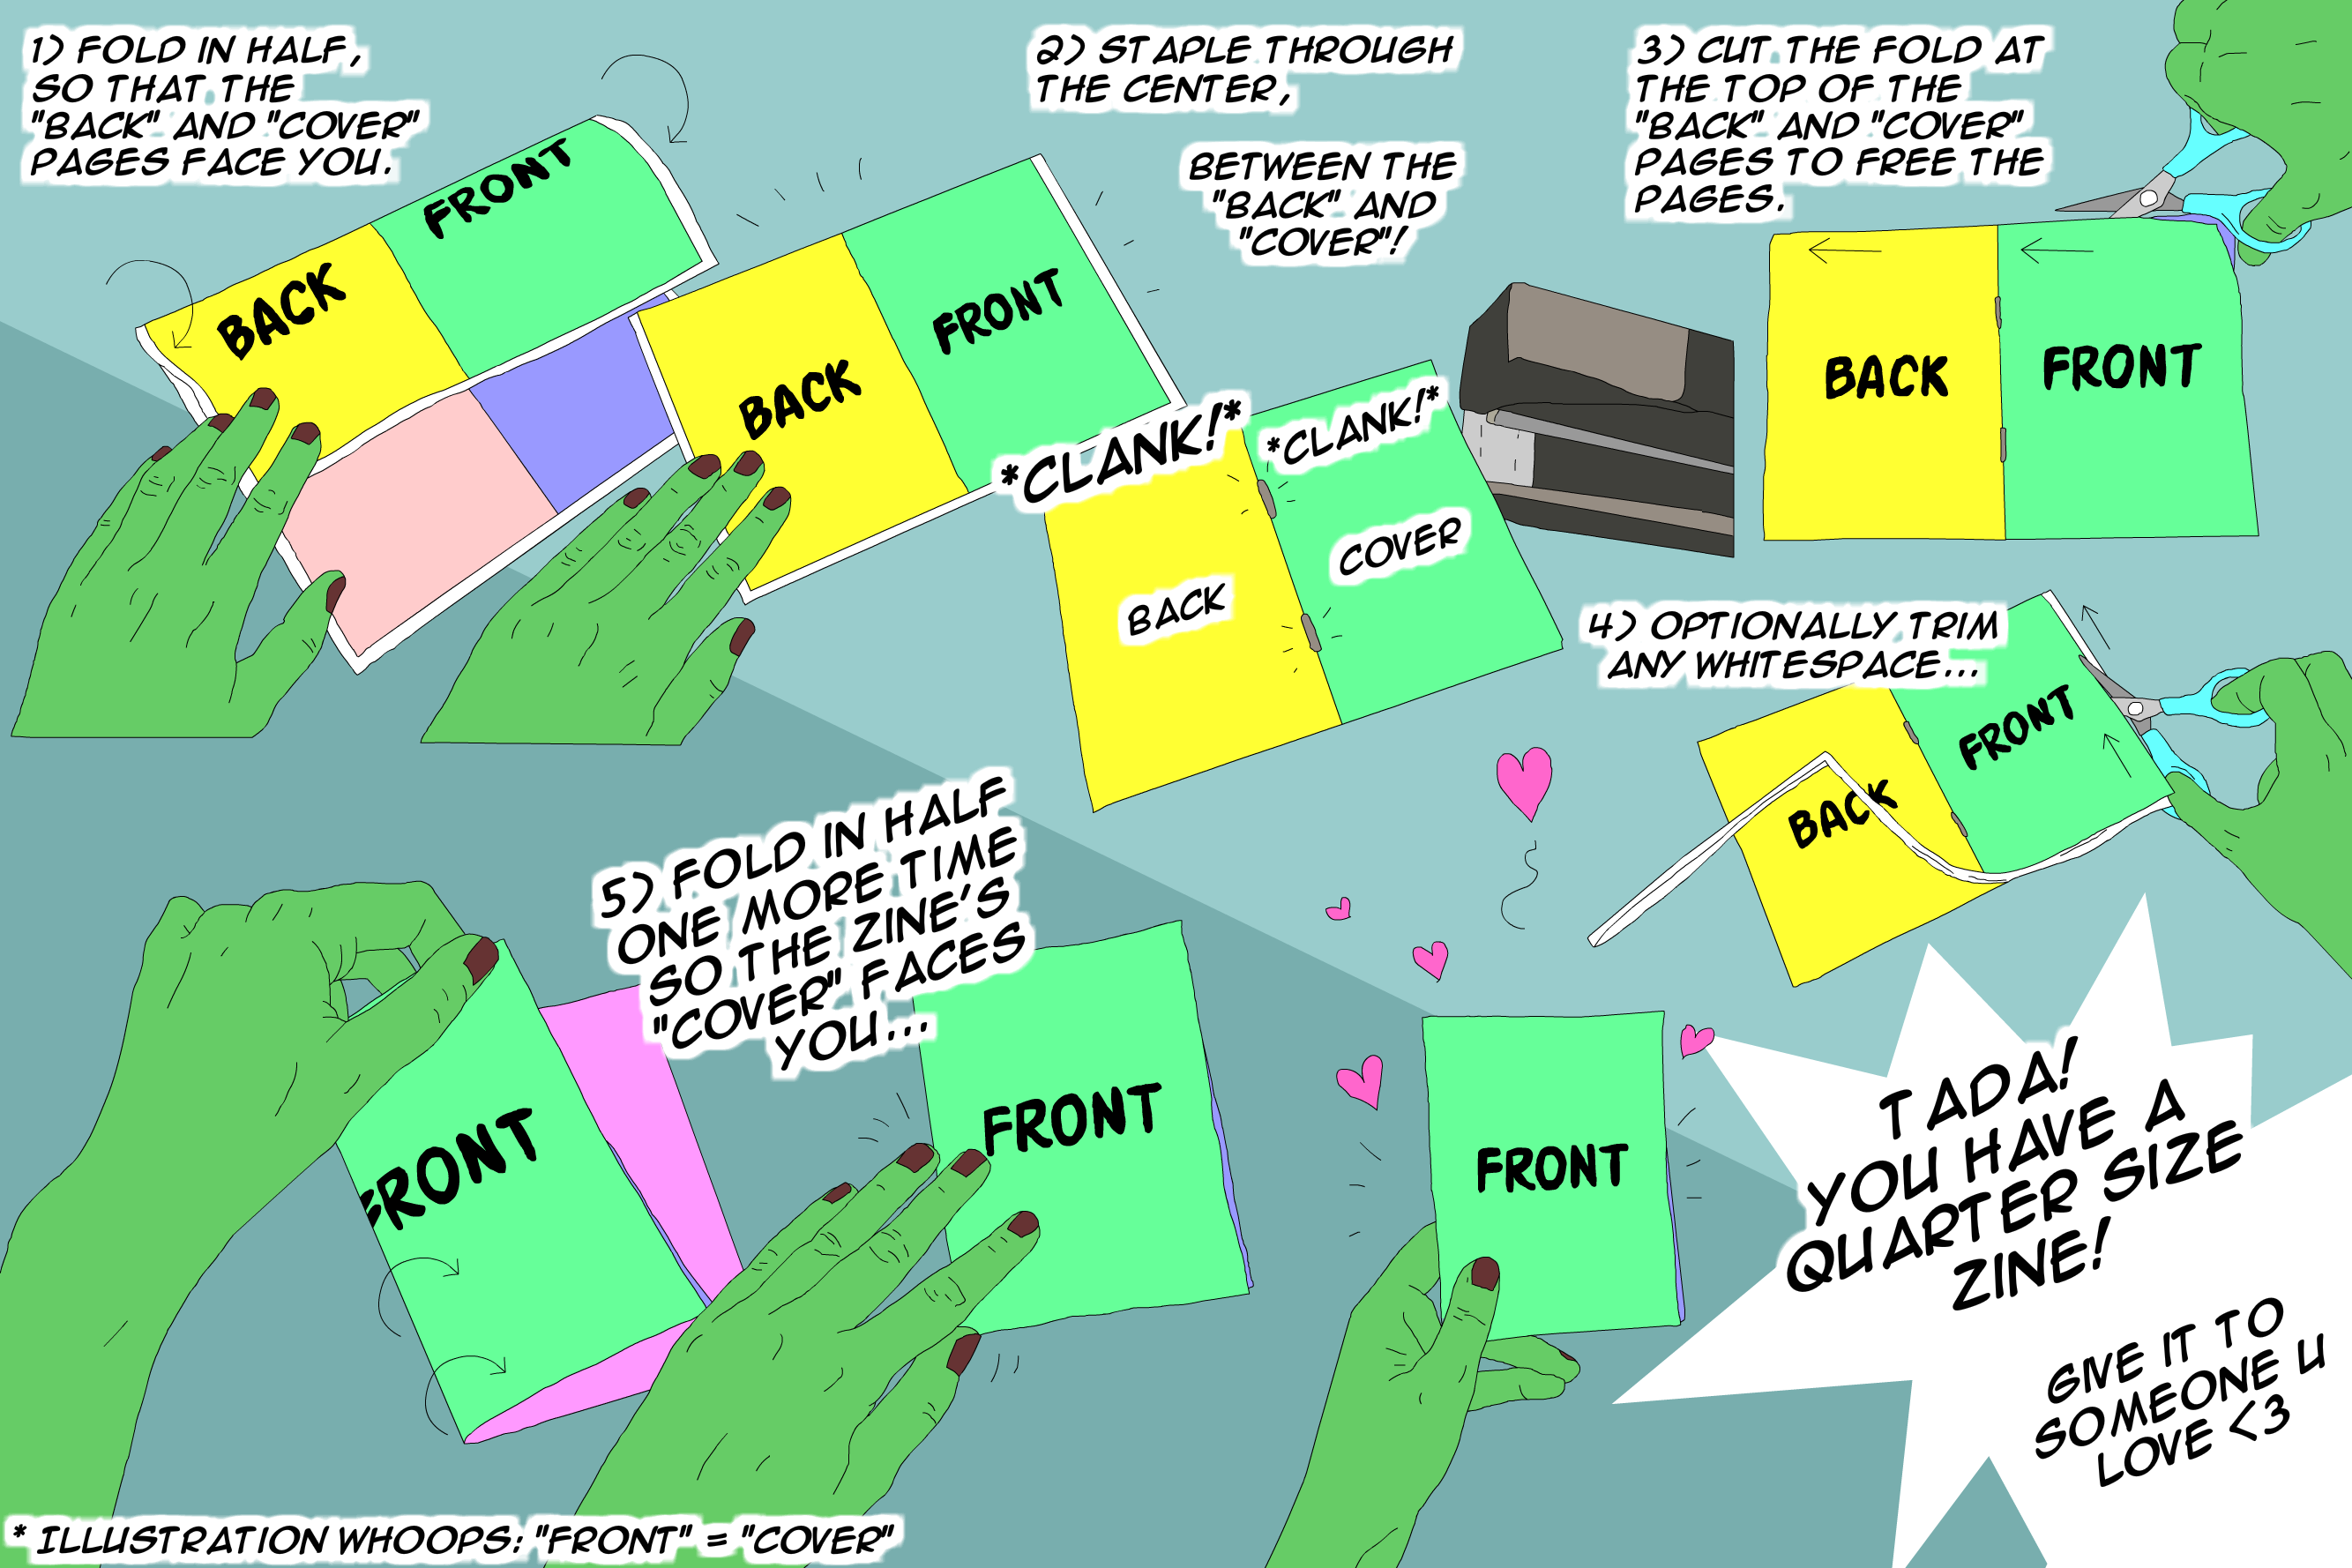 1) FOLD IN HALF,
SO THAT THE
"BACK" AND "COVER"
PAGES FACE YOU.
BACK
FRONT
2) STAPLE THROUGH
THE CENTER,
BETWEEN THE
"BACK" AND
"COVER"!
BACK
FRONT
*CLANK!*
*CLANK!*
BACK
COVER
3) CUT THE FOLD AT
THE TOP OF THE
"BACK" AND "COVER"
PAGES TO FREE THE
PAGES.
BACK
FRONT
4) OPTIONALLY TRIM
ANY WHITESPACE...
BACK
FRONT
5) FOLD IN HALF
ONE MORE TIME
SO THE ZINE'S
"COVER" FACES
YOU...
FRONT
FRONT
FRONT
TADA!
YOU HAVE A
QUARTER SIZE
ZINE!
GIVE IT TO
SOMEONE U
LOVE <3
* ILLUSTRATION WHOOPS: "FRONT" = "COVER"